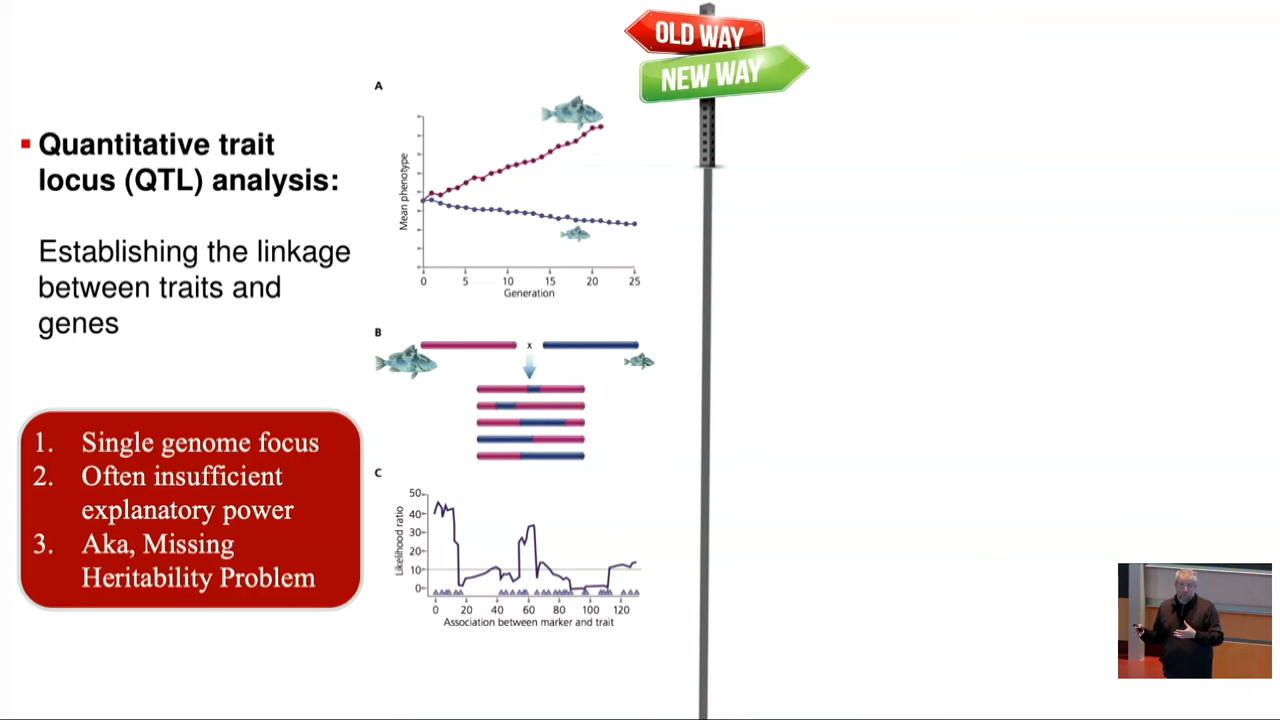 OLD WAY
NEW WAY
▪ Quantitative trait
locus (QTL) analysis:
Establishing the linkage
between traits and
genes
1. Single genome focus
2. Often insufficient
explanatory power
3. Aka, Missing
Heritability Problem
A
Mean phenotype
0 5 10 15 20 25
Generation
B
x
C
Likelihood ratio
50
40
30
20
10
0
0 20 40 60 80 100 120
Association between marker and trait